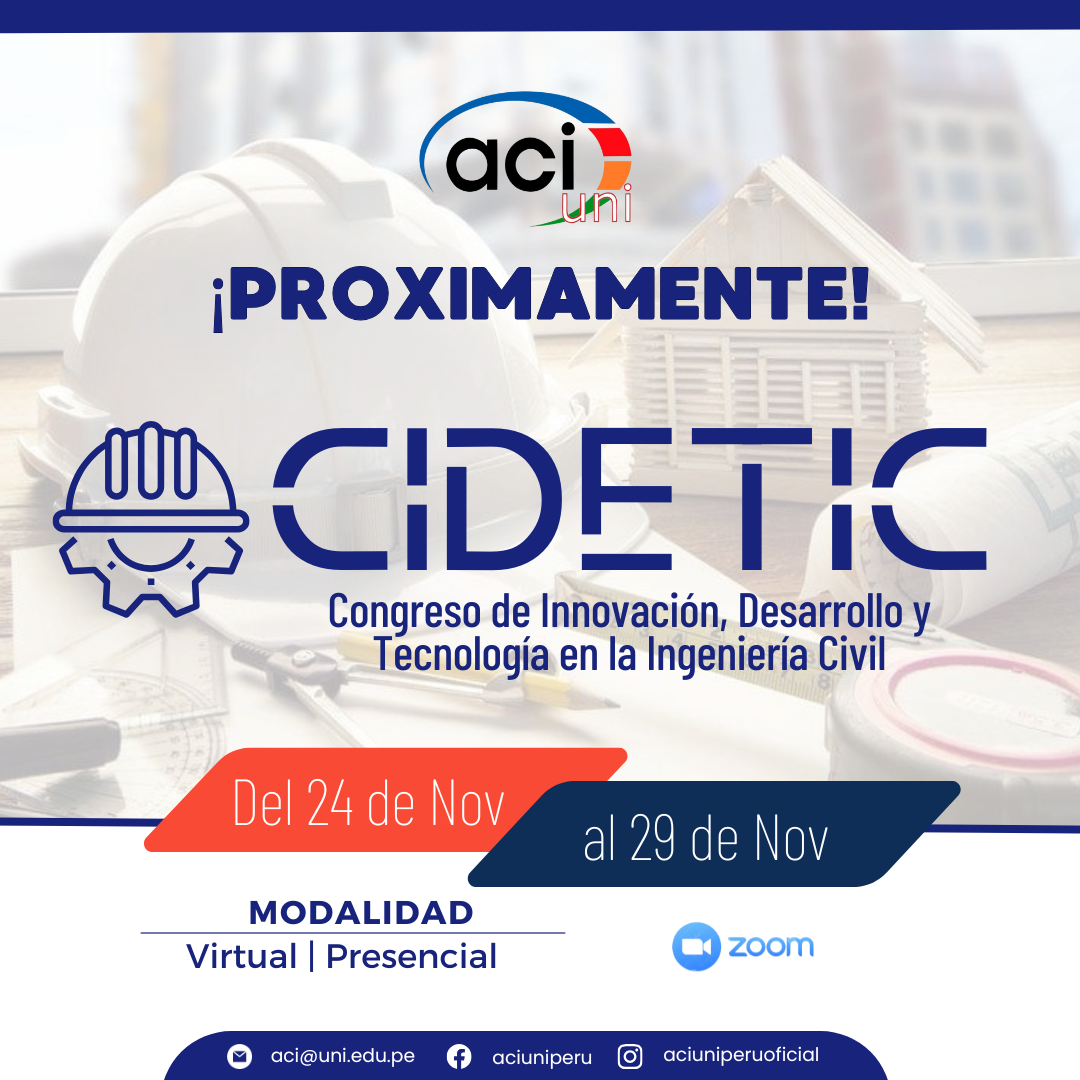 aci
uni
¡PROXIMAMENTE!
CIDETIC
Congreso de Innovación, Desarrollo y
Tecnología en la Ingeniería Civil
Del 24 de Nov
al 29 de Nov
MODALIDAD
Virtual | Presencial
zoom
aci@uni.edu.pe aciuniperu aciuniperuoficial